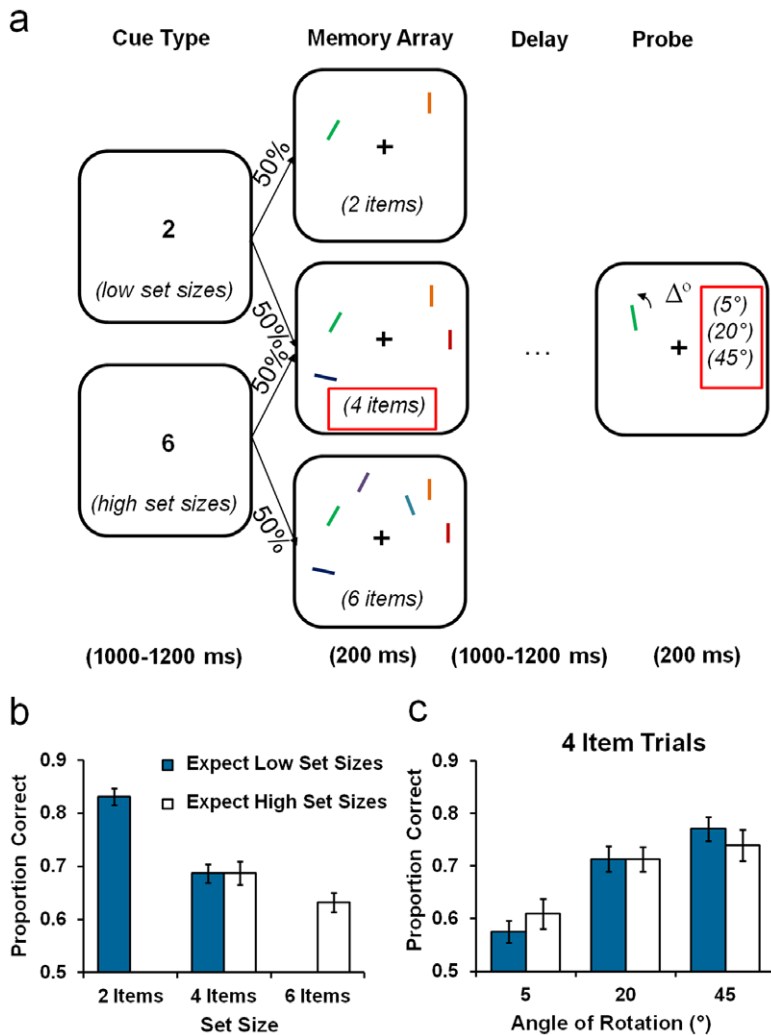 a
Cue Type Memory Array Delay Probe
50%
2
(low set sizes)
(2 items)
50%
50%
6
(high set sizes)
(4 items)
...
Δ°
(5°)
(20°)
(45°)
50%
(6 items)
(1000-1200 ms) (200 ms) (1000-1200 ms) (200 ms)
b
Proportion Correct
0.9
0.8
0.7
0.6
0.5
Expect Low Set Sizes
Expect High Set Sizes
2 Items 4 Items 6 Items
Set Size
c
4 Item Trials
Proportion Correct
0.9
0.8
0.7
0.6
0.5
5 20 45
Angle of Rotation (°)